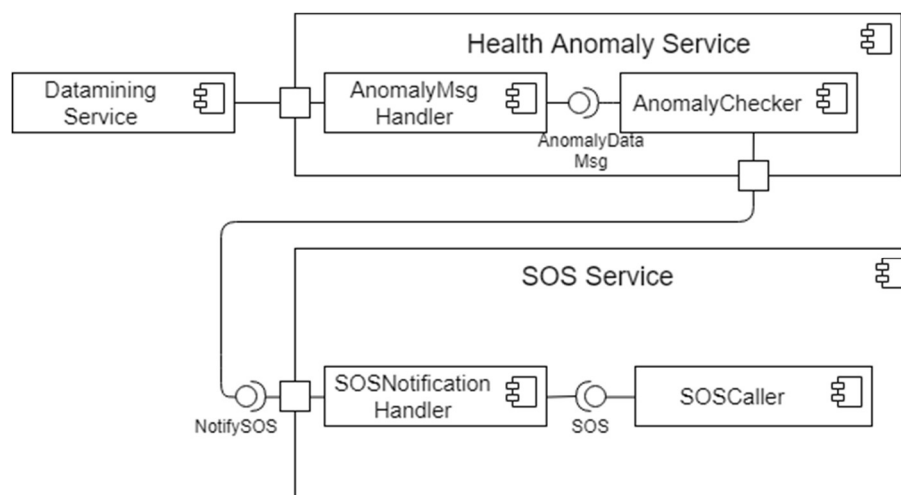 Health Anomaly Service
Datamining
Service
AnomalyMsg
Handler
AnomalyChecker
AnomalyData
Msg
SOS Service
SOSNotification
Handler
SOSCaller
NotifySOS
SOS